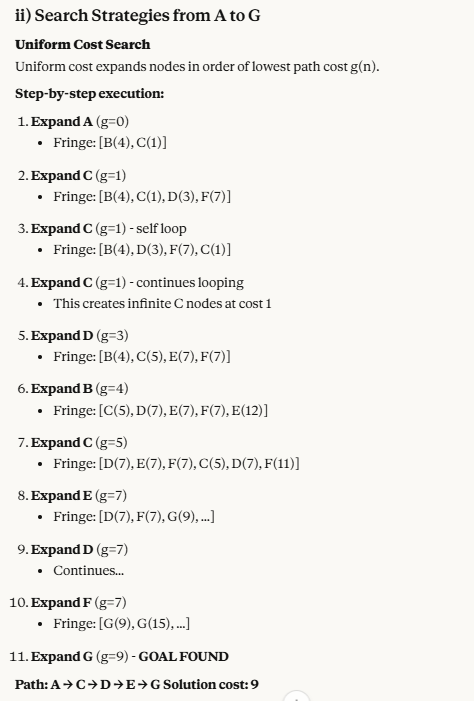 ii) Search Strategies from A to G
Uniform Cost Search
Uniform cost expands nodes in order of lowest path cost g(n).
Step-by-step execution:
1. Expand A (g=0)
• Fringe: [B(4), C(1)]
2. Expand C (g=1)
• Fringe: [B(4), C(1), D(3), F(7)]
3. Expand C (g=1) - self loop
• Fringe: [B(4), D(3), F(7), C(1)]
4. Expand C (g=1) - continues looping
• This creates infinite C nodes at cost 1
5. Expand D (g=3)
• Fringe: [B(4), C(5), E(7), F(7)]
6. Expand B (g=4)
• Fringe: [C(5), D(7), E(7), F(7), E(12)]
7. Expand C (g=5)
• Fringe: [D(7), E(7), F(7), C(5), D(7), F(11)]
8. Expand E (g=7)
• Fringe: [D(7), F(7), G(9), ...]
9. Expand D (g=7)
• Continues...
10. Expand F (g=7)
• Fringe: [G(9), G(15), ...]
11. Expand G (g=9) - GOAL FOUND
Path: A → C → D → E → G Solution cost: 9